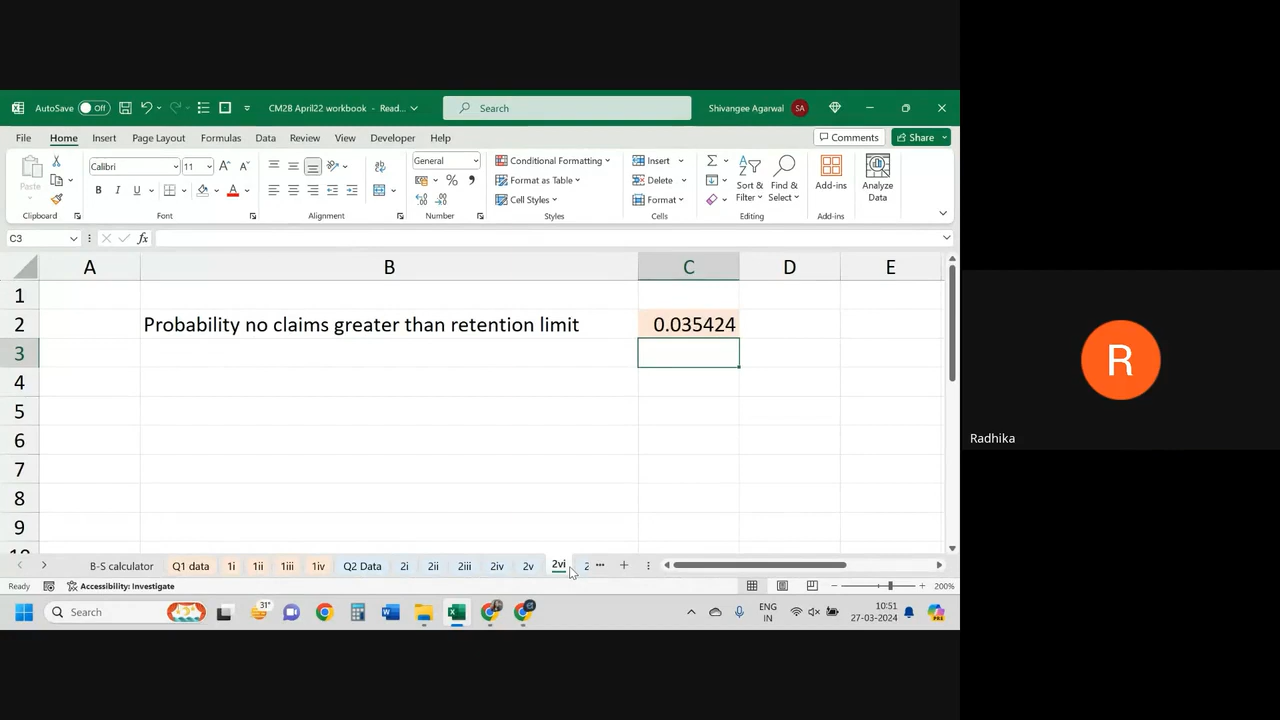 AutoSave Off CM2B April22 workbook - Read... Search Shivangee Agarwal SA
File Home Insert Page Layout Formulas Data Review View Developer Help Comments Share
Paste Calibri 11 General Conditional Formatting Insert Sort & Filter Find & Select Add-ins Analyze Data
B I U A % Format as Table Delete
Cell Styles Format
Clipboard Font Alignment Number Styles Cells Editing Add-ins
C3 fx
A B C D E
1
2 Probability no claims greater than retention limit 0.035424
3
4
5
6
7
8
9
10
B-S calculator Q1 data 1i 1ii 1iii 1iv Q2 Data 2i 2ii 2iii 2iv 2v 2vi 2
Ready Accessibility: Investigate 200%
Search 31° ENG IN 10:51 27-03-2024
R
Radhika